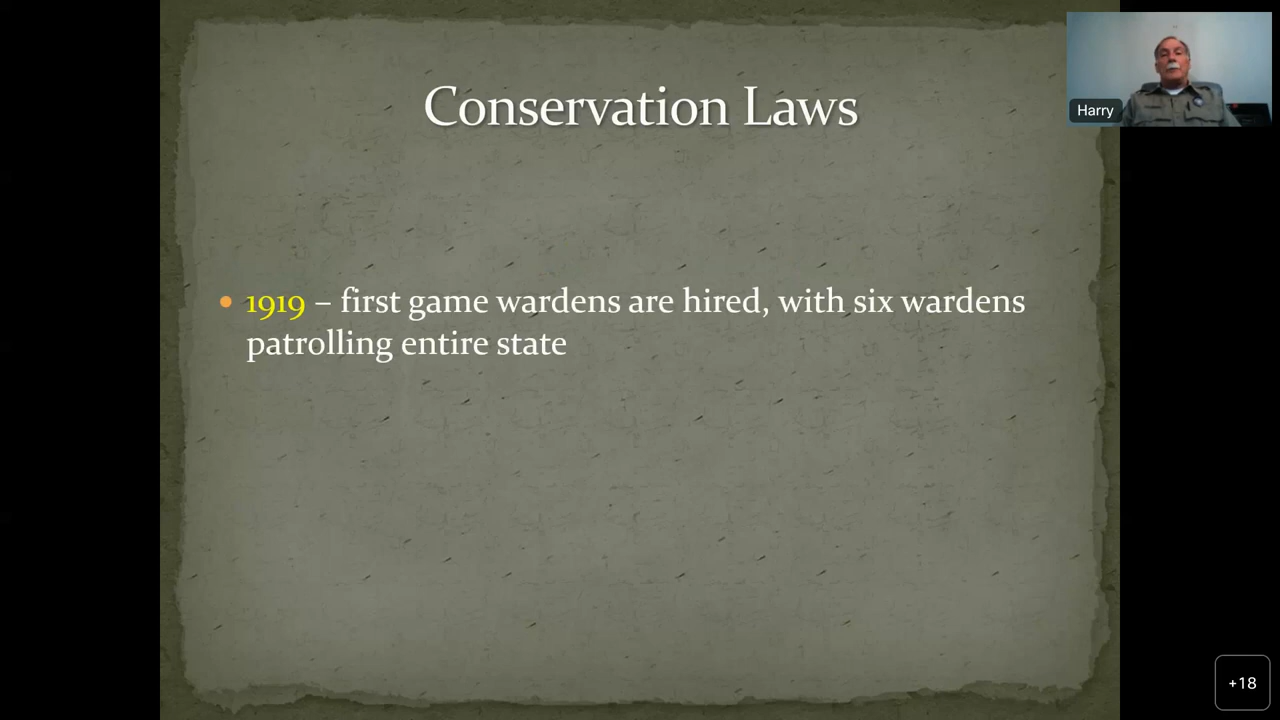 Conservation Laws
Harry
• 1919 – first game wardens are hired, with six wardens
patrolling entire state
+18